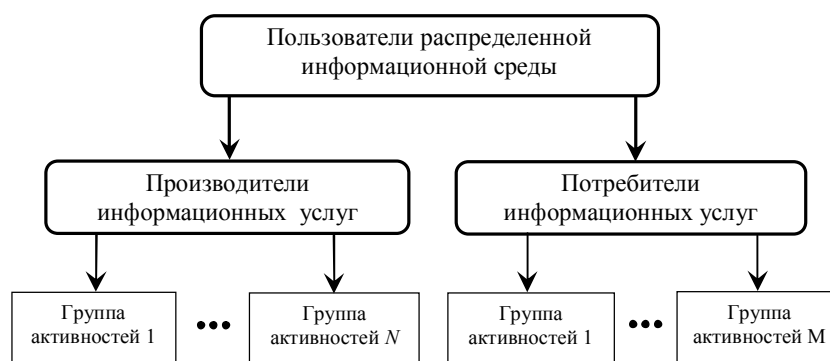 Пользователи распределенной
информационной среды
Производители
информационных услуг
Потребители
информационных услуг
Группа
активностей 1
•••
Группа
активностей N
Группа
активностей 1
•••
Группа
активностей M